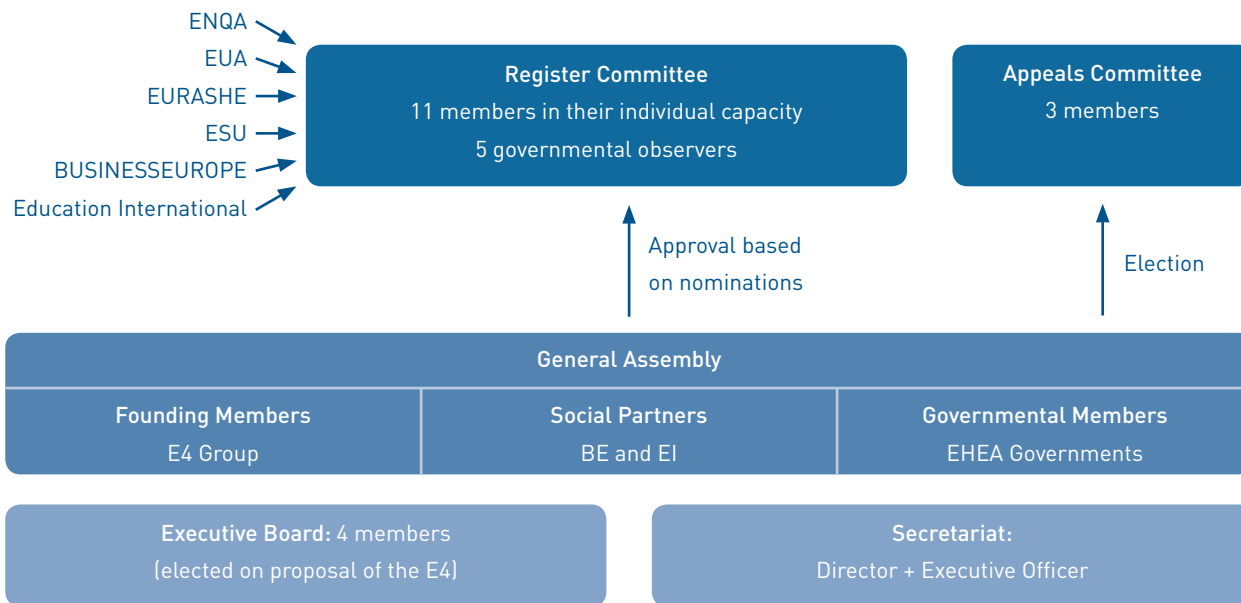 ENQA
EUA
EURASHE
ESU
BUSINESSEUROPE
Education International
Register Committee
11 members in their individual capacity
5 governmental observers
Appeals Committee
3 members
Approval based
on nominations
Election
General Assembly
Founding Members
E4 Group
Social Partners
BE and EI
Governmental Members
EHEA Governments
Executive Board: 4 members
(elected on proposal of the E4)
Secretariat:
Director + Executive Officer